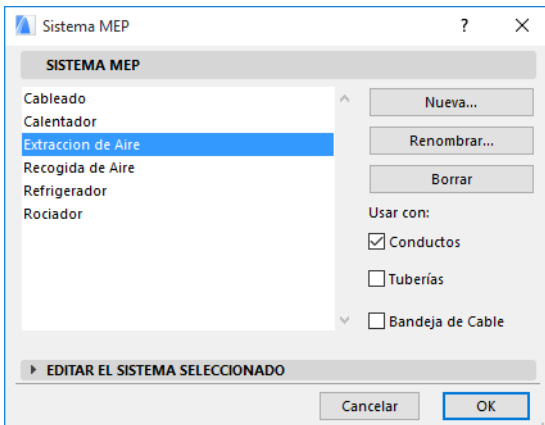 Sistema MEP
?
SISTEMA MEP
Cableado
Calentador
Extraccion de Aire
Recogida de Aire
Refrigerador
Rociador
Nueva...
Renombrar...
Borrar
Usar con:
Conductos
Tuberías
Bandeja de Cable
EDITAR EL SISTEMA SELECCIONADO
Cancelar
OK